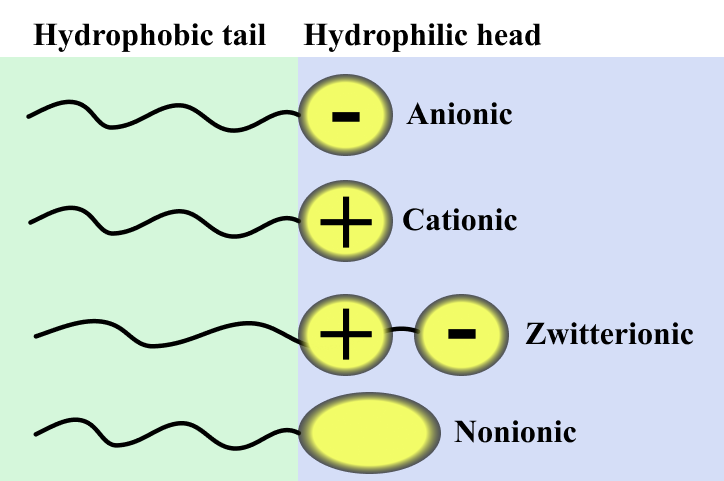 Hydrophobic tail Hydrophilic head
- Anionic
+ Cationic
+ - Zwitterionic
Nonionic